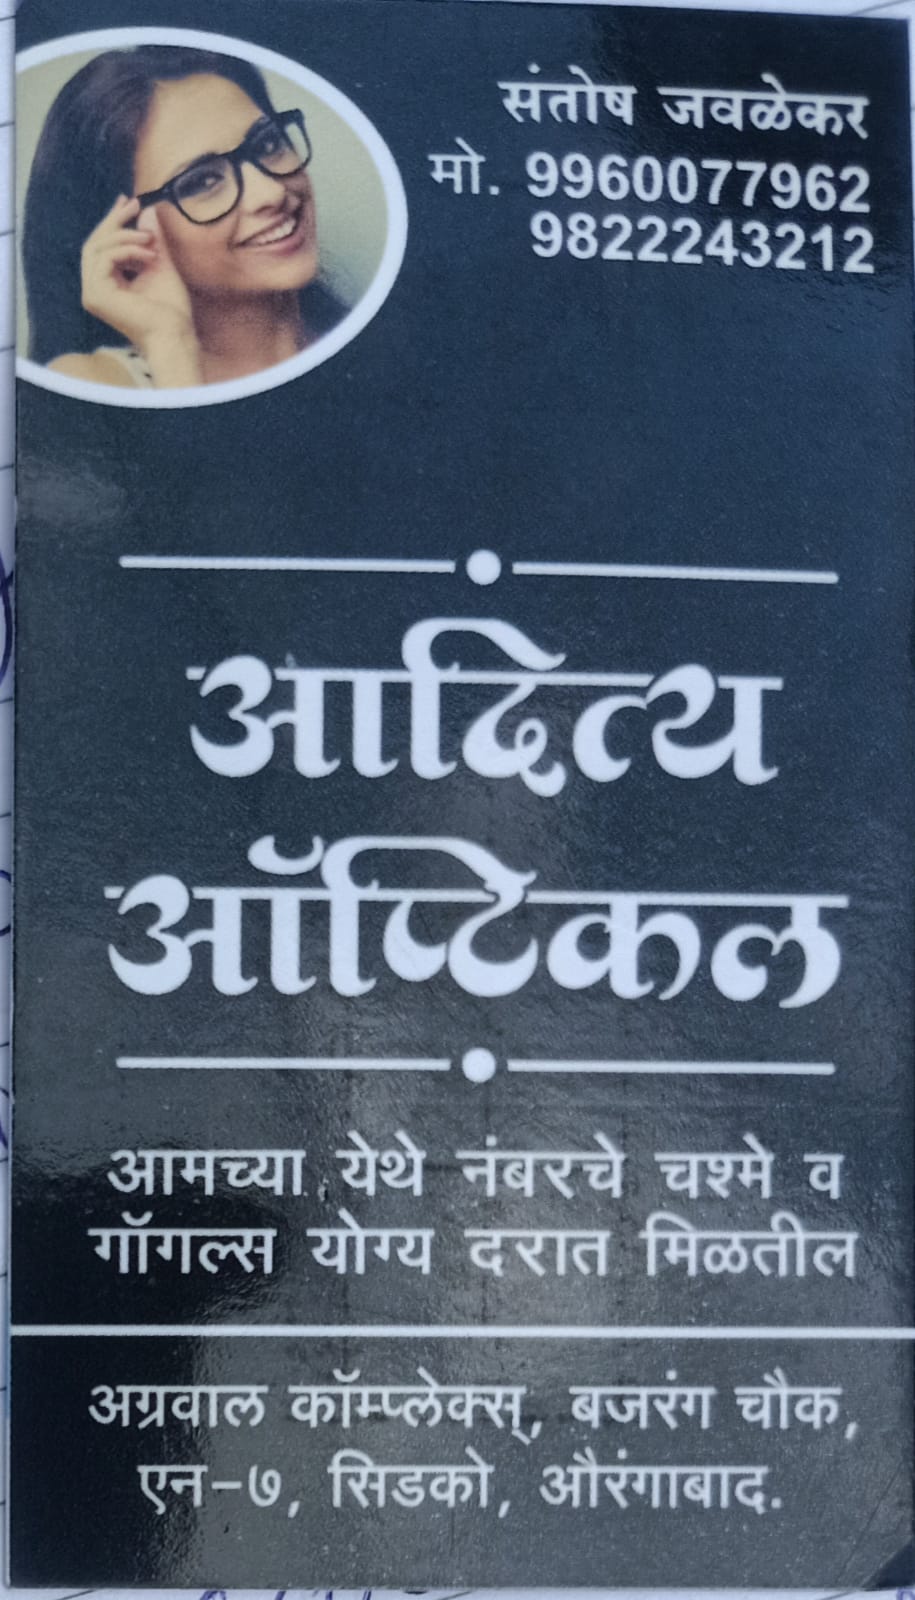 संतोष जवळेकर
मो. 9960077962
9822243212
आदित्य
ऑप्टिकल
आमच्या येथे नंबरचे चश्मे व
गॉगल्स योग्य दरात मिळतील
अग्रवाल कॉम्प्लेक्स्, बजरंग चौक,
एन-७, सिडको, औरंगाबाद.